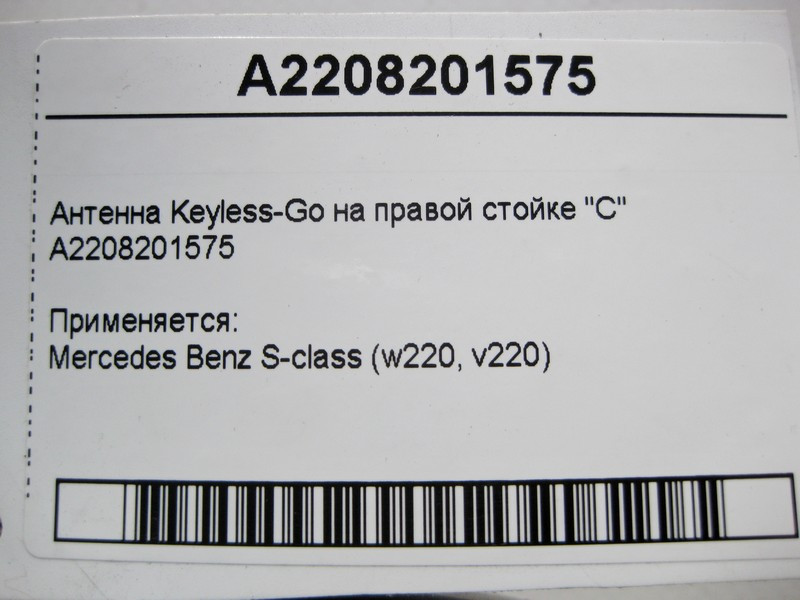 A2208201575
Антенна Keyless-Go на правой стойке "С"
A2208201575
Применяется:
Mercedes Benz S-class (w220, v220)